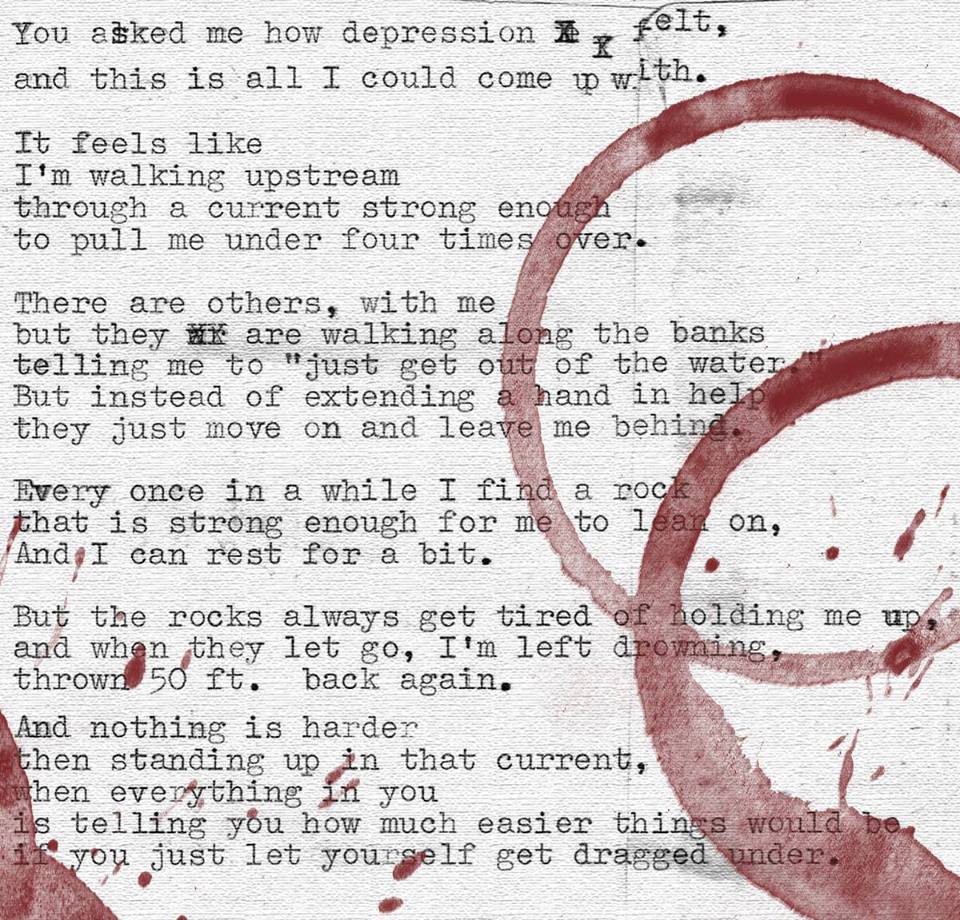 You asked me how depression felt,
and this is all I could come up with.
It feels like
I'm walking upstream
through a current strong enough
to pull me under four times over.
There are others, with me
but they are walking along the banks
telling me to "just get out of the water."
But instead of extending a hand in help
they just move on and leave me behind.
Every once in a while I find a rock
that is strong enough for me to lean on,
And I can rest for a bit.
But the rocks always get tired of holding me up,
and when they let go, I'm left drowning,
thrown 50 ft. back again.
And nothing is harder
then standing up in that current,
when everything in you
is telling you how much easier things would be
if you just let yourself get dragged under.